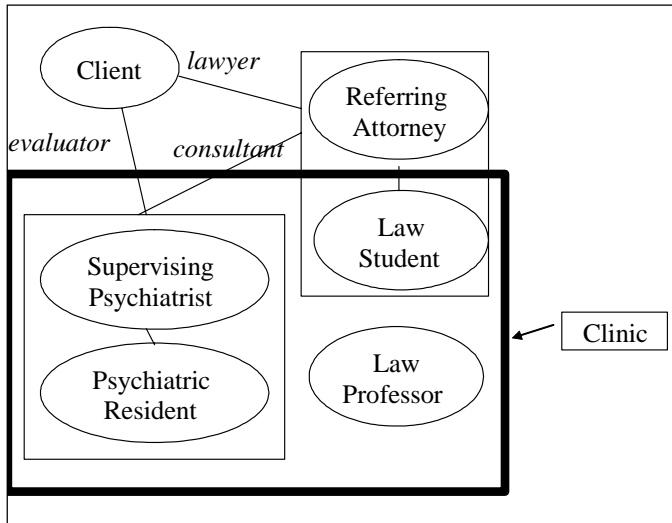 Client
lawyer
Referring
Attorney
evaluator
consultant
Law
Student
Supervising
Psychiatrist
Clinic
Psychiatric
Resident
Law
Professor